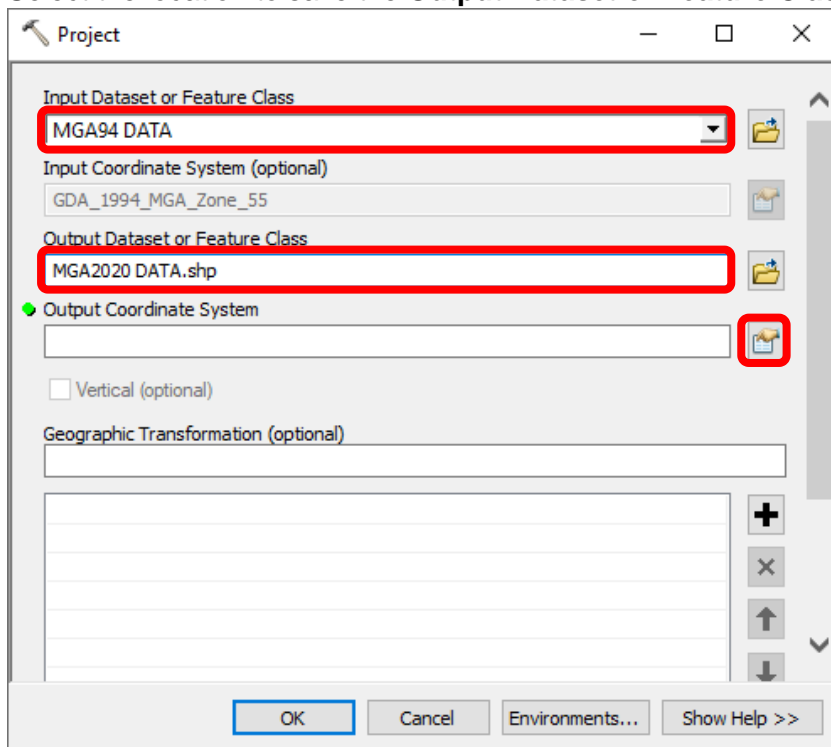 Project
Input Dataset or Feature Class
MGA94 DATA
Input Coordinate System (optional)
GDA_1994_MGA_Zone_55
Output Dataset or Feature Class
MGA2020 DATA.shp
Output Coordinate System
Vertical (optional)
Geographic Transformation (optional)
OK Cancel Environments... Show Help >>